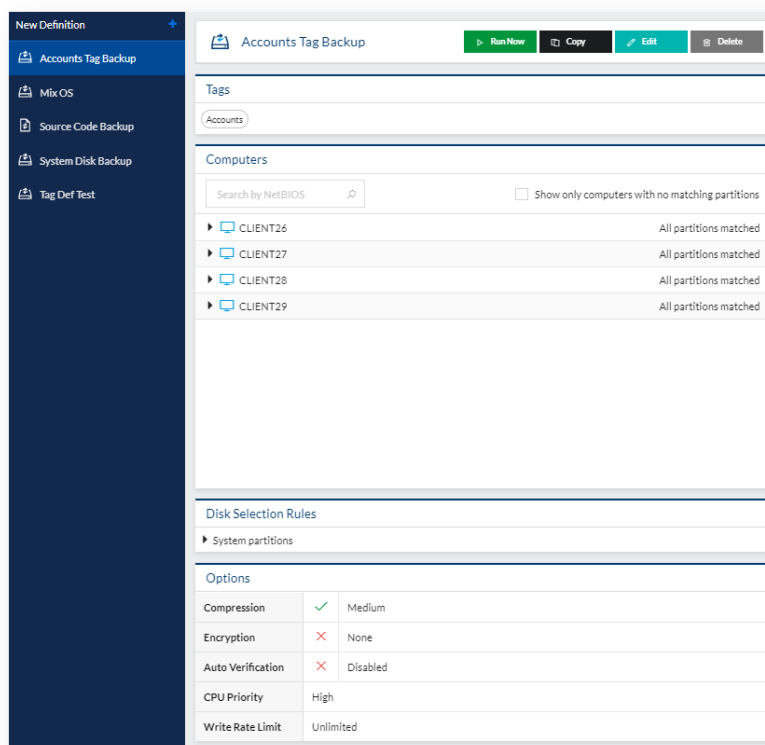 New Definition +
Accounts Tag Backup
Mix OS
Source Code Backup
System Disk Backup
Tag Def Test
Accounts Tag Backup
Run Now Copy Edit Delete
Tags
Accounts
Computers
Search by NetBIOS
Show only computers with no matching partitions
CLIENT26 All partitions matched
CLIENT27 All partitions matched
CLIENT28 All partitions matched
CLIENT29 All partitions matched
Disk Selection Rules
System partitions
Options
Compression Medium
Encryption None
Auto Verification Disabled
CPU Priority High
Write Rate Limit Unlimited